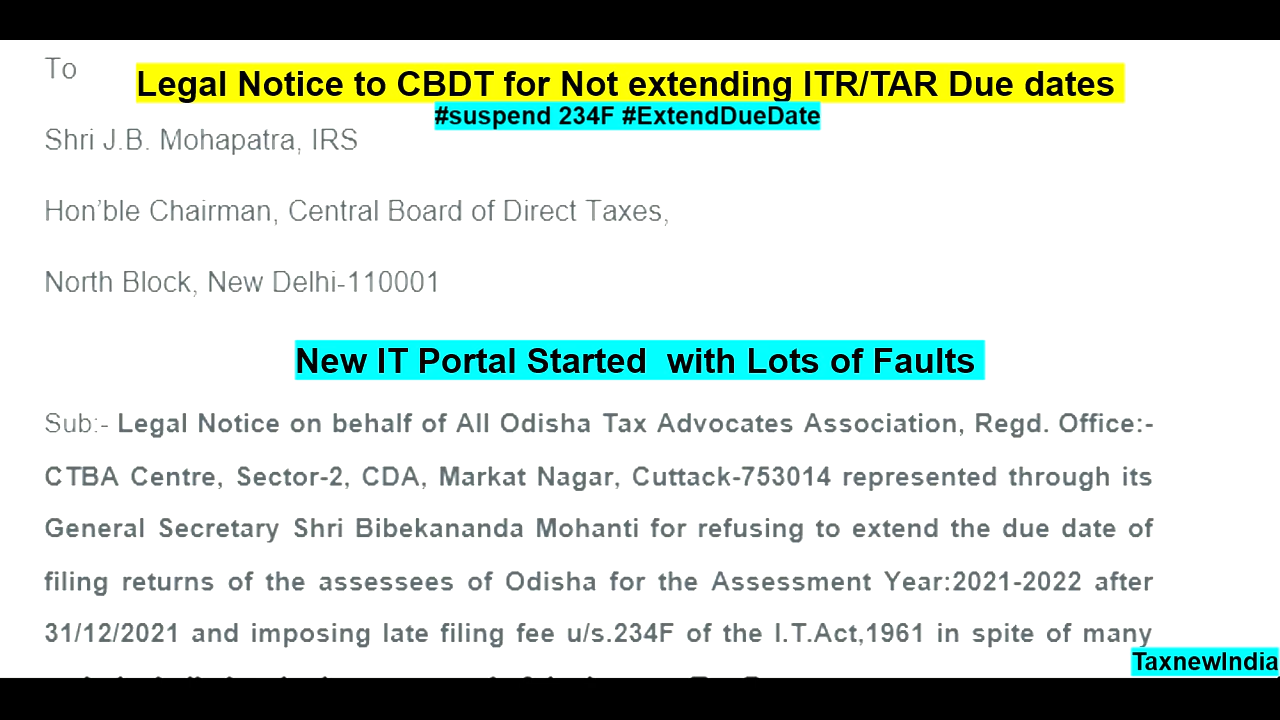 To
Legal Notice to CBDT for Not extending ITR/TAR Due dates
#suspend 234F #ExtendDueDate
Shri J.B. Mohapatra, IRS
Hon’ble Chairman, Central Board of Direct Taxes,
North Block, New Delhi-110001
New IT Portal Started with Lots of Faults
Sub:- Legal Notice on behalf of All Odisha Tax Advocates Association, Regd. Office:-
CTBA Centre, Sector-2, CDA, Markat Nagar, Cuttack-753014 represented through its
General Secretary Shri Bibekananda Mohanti for refusing to extend the due date of
filing returns of the assessees of Odisha for the Assessment Year:2021-2022 after
31/12/2021 and imposing late filing fee u/s.234F of the I.T.Act,1961 in spite of many
TaxnewIndia